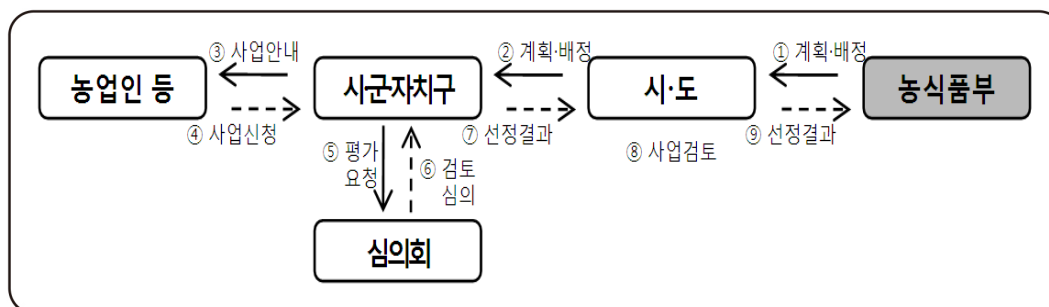 ③ 사업안내
② 계획·배정
① 계획·배정
농업인 등
시·군·자치구
시·도
농식품부
④ 사업신청
⑦ 선정결과
⑨ 선정결과
⑧ 사업검토
⑤ 평가
요청
⑥ 검토
심의
심의회